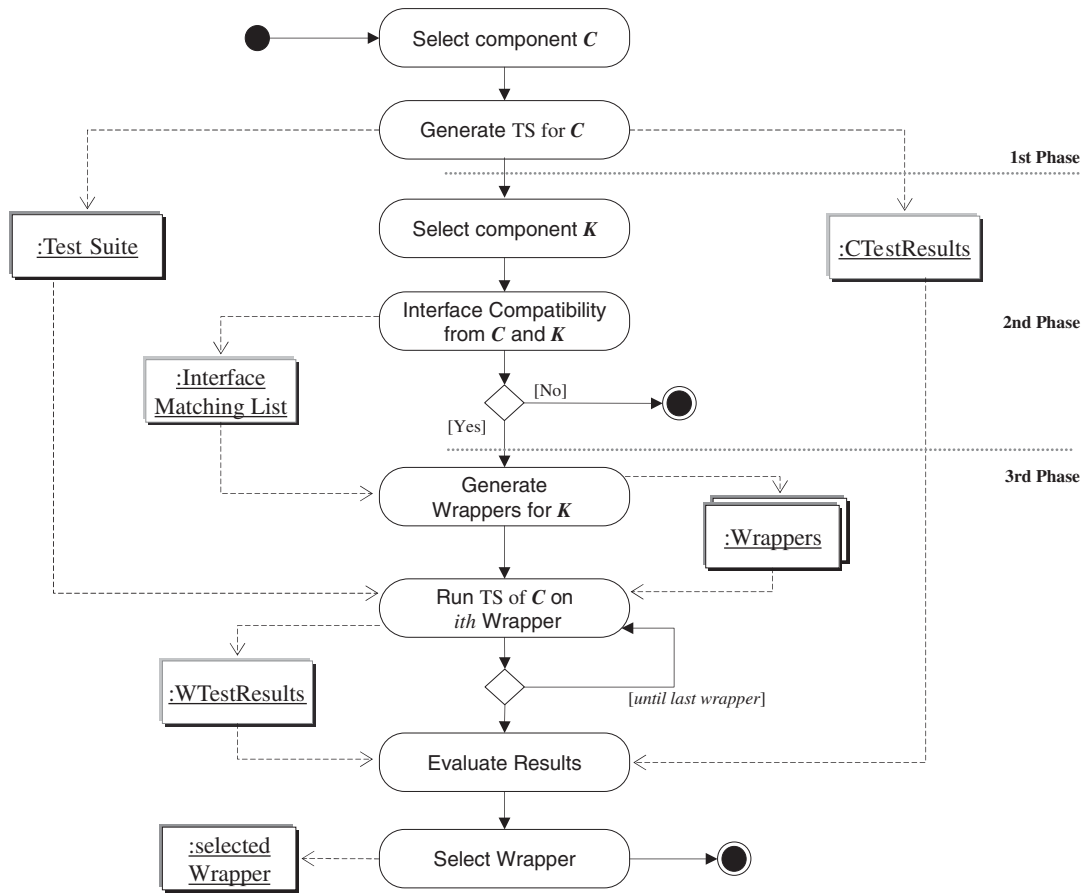 Select component C
Generate TS for C
1st Phase
:Test Suite
Select component K
:CTestResults
Interface Compatibility
from C and K
2nd Phase
:Interface
Matching List
[No]
[Yes]
3rd Phase
Generate
Wrappers for K
:Wrappers
Run TS of C on
ith Wrapper
:WTestResults
[until last wrapper]
Evaluate Results
:selected
Wrapper
Select Wrapper